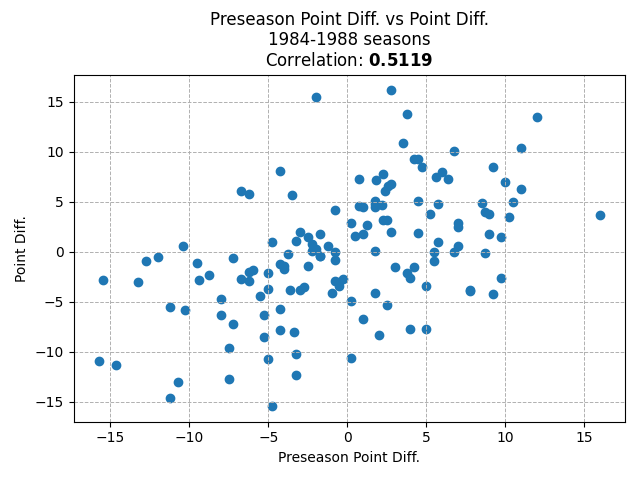 Preseason Point Diff. vs Point Diff.
1984-1988 seasons
Correlation: 0.5119
15
10
5
0
−5
−10
−15
Point Diff.
−15 −10 −5 0 5 10 15
Preseason Point Diff.